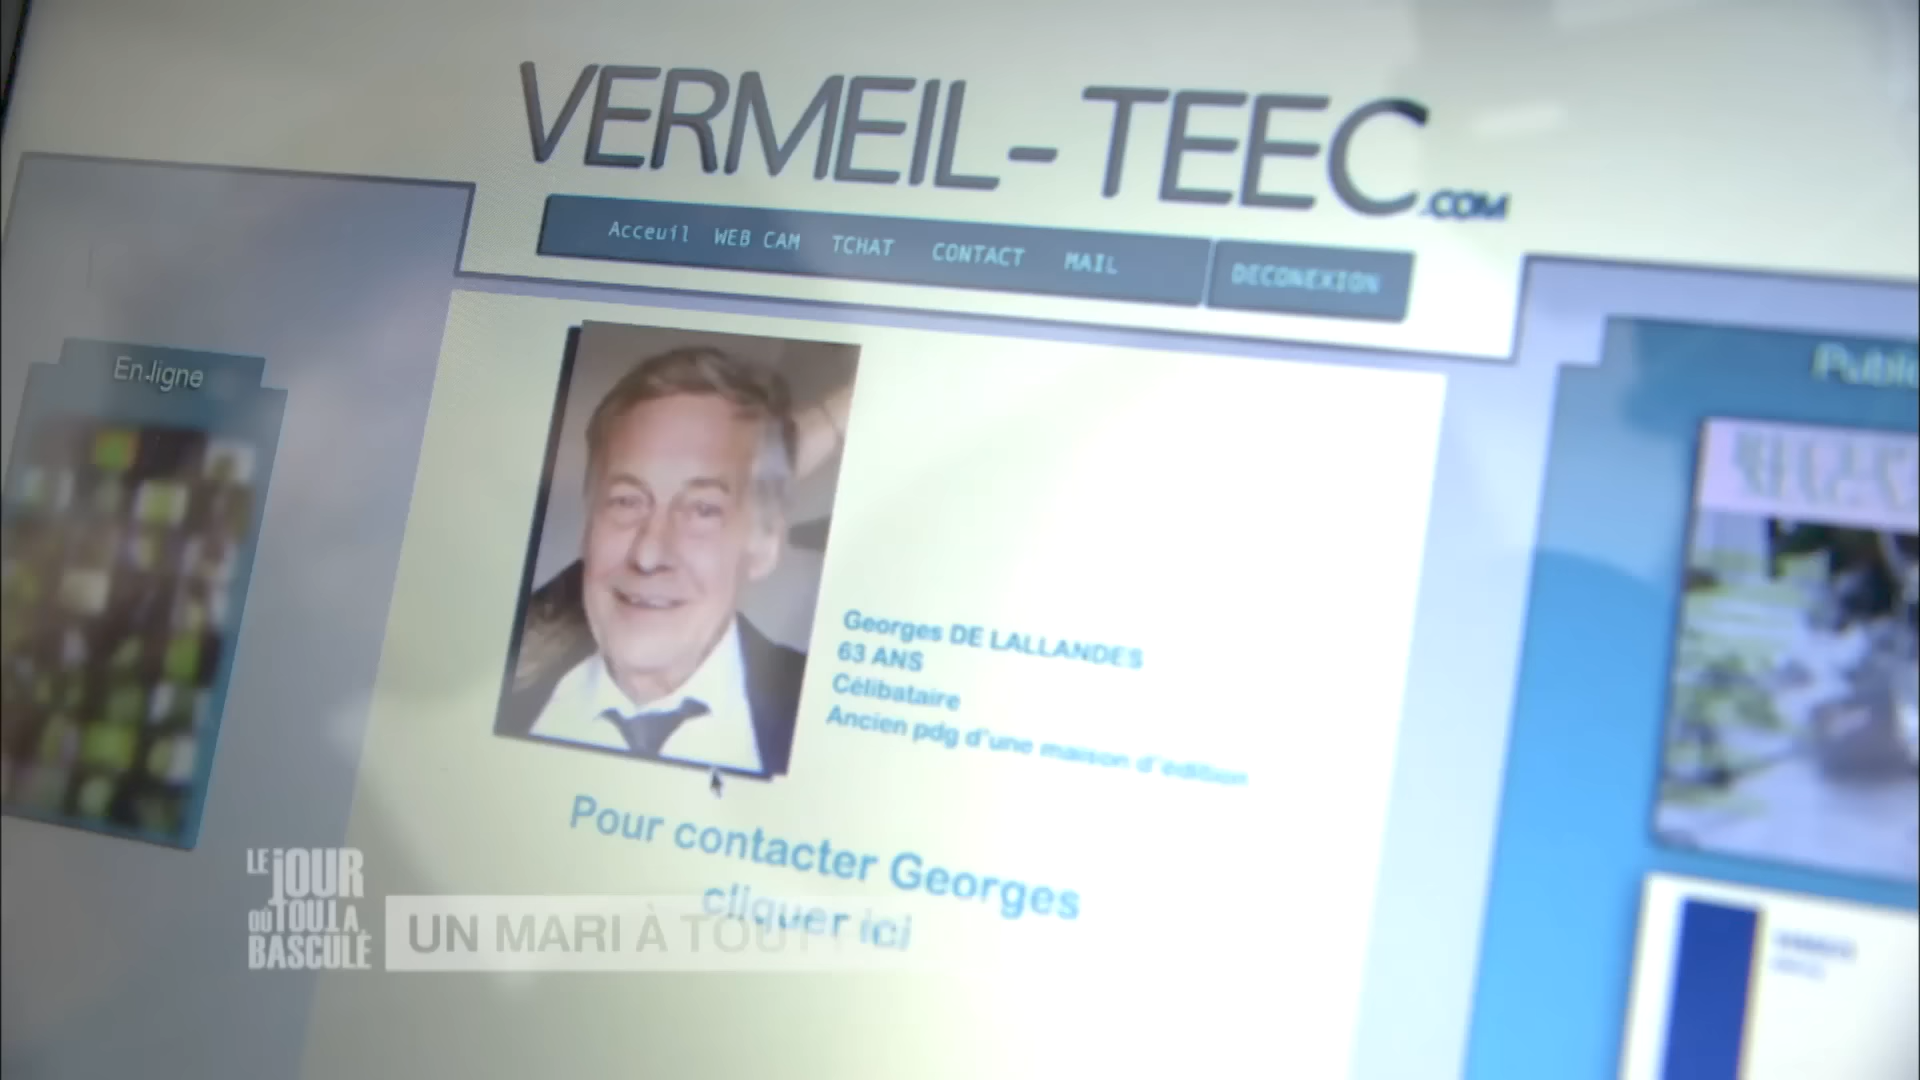 VERMEIL-TEEC.COM
Acceuil WEB CAM TCHAT CONTACT MAIL DECONEXION
En-ligne
Georges DE LALLANDES
63 ANS
Célibataire
Ancien pdg d'une maison d'édition
Pour contacter Georges
cliquer ici
LE JOUR
OÙ TOUT A
BASCULÉ
UN MARI À TOUT